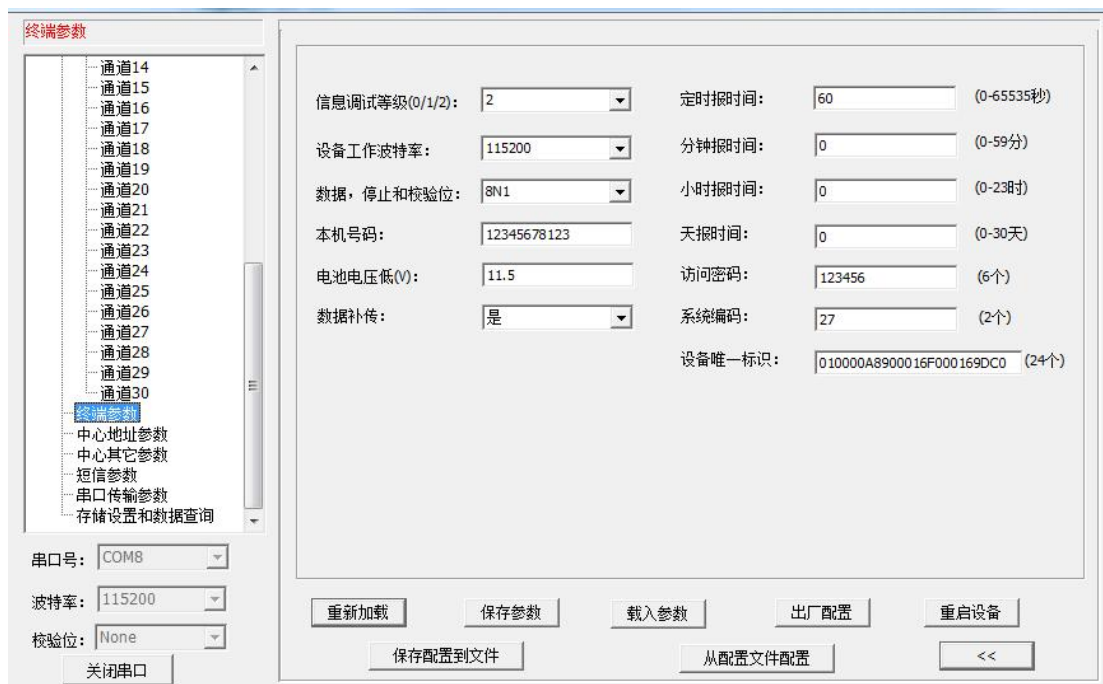 终端参数
通道14
通道15
通道16
通道17
通道18
通道19
通道20
通道21
通道22
通道23
通道24
通道25
通道26
通道27
通道28
通道29
通道30
终端参数
中心地址参数
中心其它参数
短信参数
串口传输参数
存储设置和数据查询
串口号： COM8
波特率： 115200
校验位： None
关闭串口
信息调试等级(0/1/2)： 2 定时报时间： 60 (0-65535秒)
设备工作波特率： 115200 分钟报时间： 0 (0-59分)
数据，停止和校验位： 8N1 小时报时间： 0 (0-23时)
本机号码： 12345678123 天报时间： 0 (0-30天)
电池电压低(V)： 11.5 访问密码： 123456 (6个)
数据补传： 是 系统编码： 27 (2个)
设备唯一标识： 010000A8900016F000169DC0 (24个)
重新加载 保存参数 载入参数 出厂配置 重启设备
保存配置到文件 从配置文件配置 <<